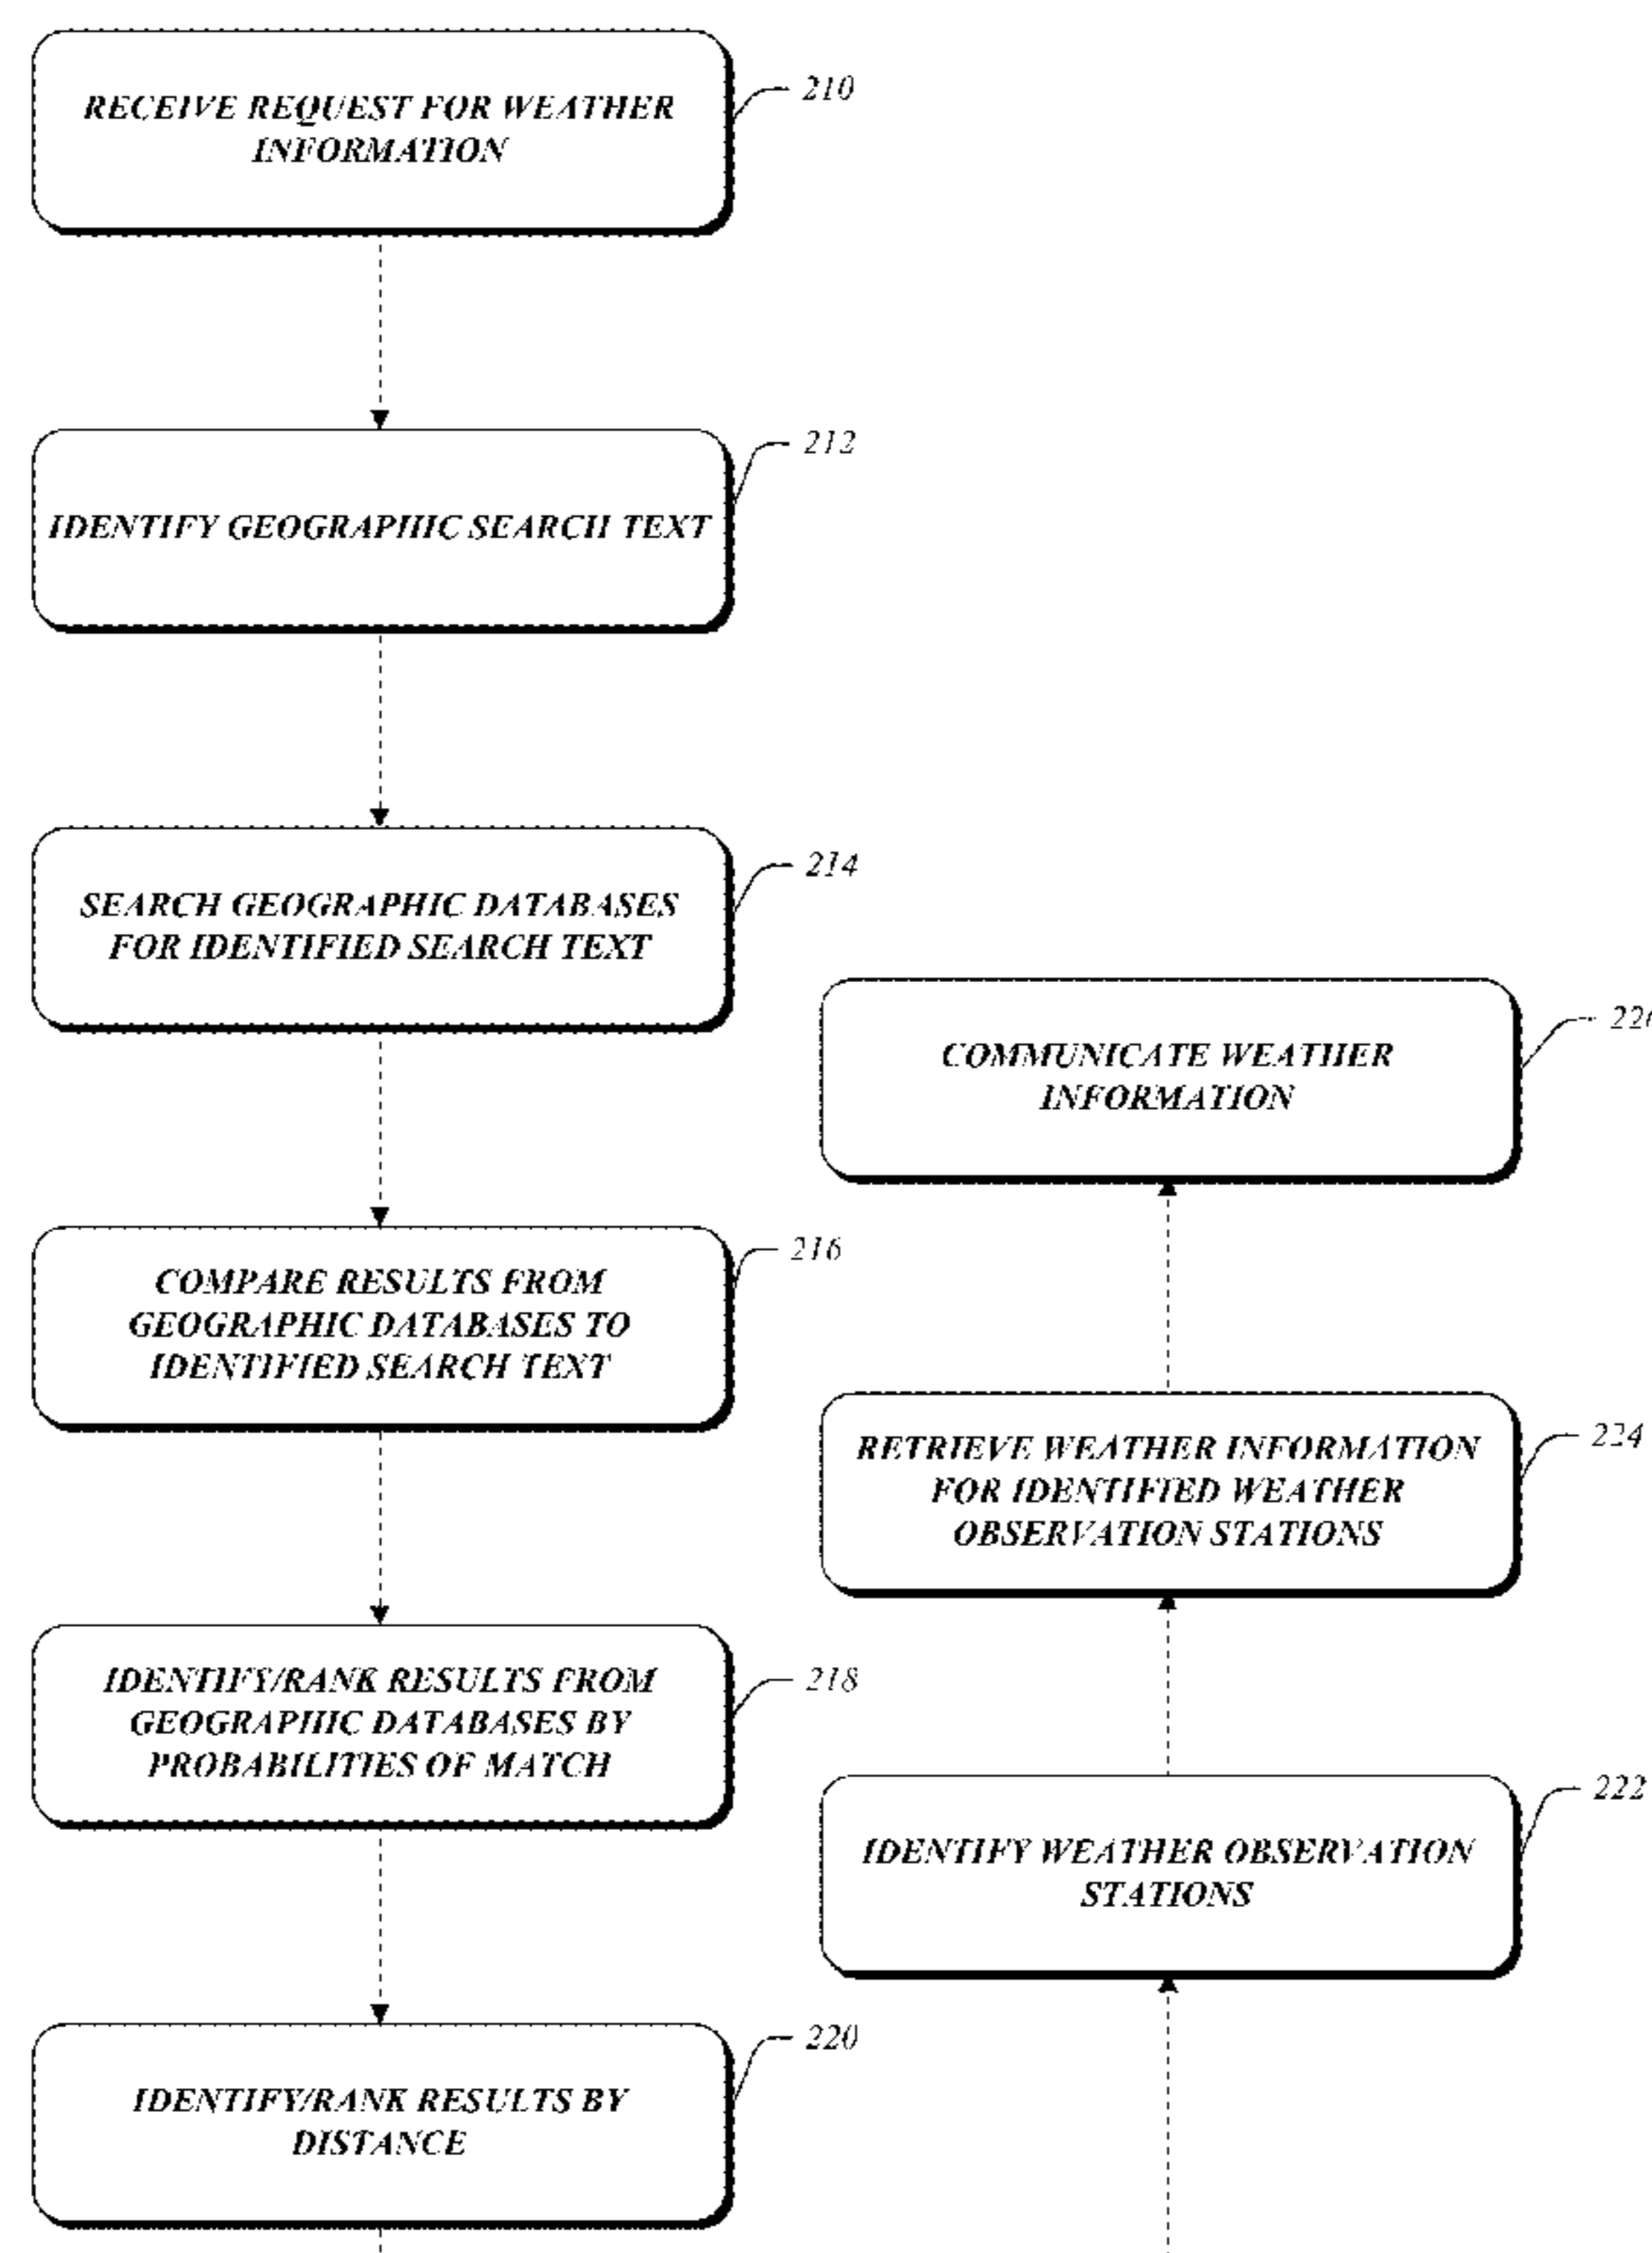 RECEIVE REQUEST FOR WEATHER
INFORMATION
210
IDENTIFY GEOGRAPHIC SEARCH TEXT
212
SEARCH GEOGRAPHIC DATABASES
FOR IDENTIFIED SEARCH TEXT
214
COMPARE RESULTS FROM
GEOGRAPHIC DATABASES TO
IDENTIFIED SEARCH TEXT
216
IDENTIFY/RANK RESULTS FROM
GEOGRAPHIC DATABASES BY
PROBABILITIES OF MATCH
218
IDENTIFY/RANK RESULTS BY
DISTANCE
220
IDENTIFY WEATHER OBSERVATION
STATIONS
222
RETRIEVE WEATHER INFORMATION
FOR IDENTIFIED WEATHER
OBSERVATION STATIONS
224
COMMUNICATE WEATHER
INFORMATION